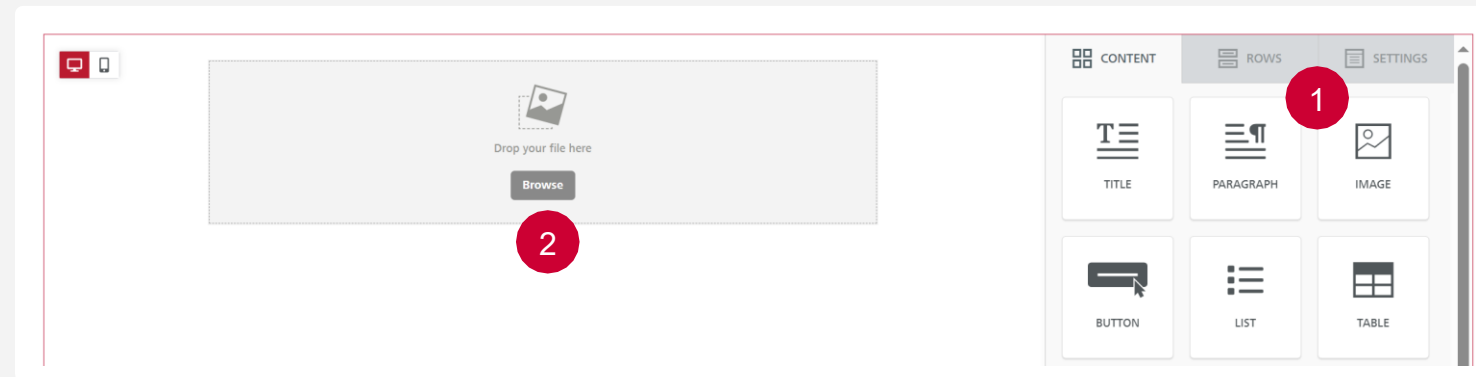 CONTENT
ROWS
SETTINGS
1
TITLE
PARAGRAPH
IMAGE
Drop your file here
Browse
2
BUTTON
LIST
TABLE